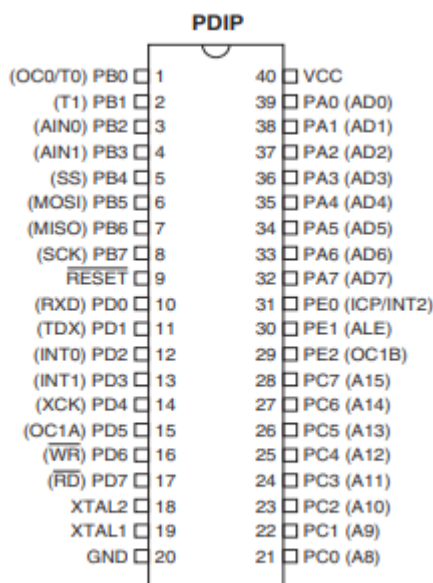 PDIP
(OC0/T0) PB0 1 40 VCC
(T1) PB1 2 39 PA0 (AD0)
(AIN0) PB2 3 38 PA1 (AD1)
(AIN1) PB3 4 37 PA2 (AD2)
(SS) PB4 5 36 PA3 (AD3)
(MOSI) PB5 6 35 PA4 (AD4)
(MISO) PB6 7 34 PA5 (AD5)
(SCK) PB7 8 33 PA6 (AD6)
RESET 9 32 PA7 (AD7)
(RXD) PD0 10 31 PE0 (ICP/INT2)
(TDX) PD1 11 30 PE1 (ALE)
(INT0) PD2 12 29 PE2 (OC1B)
(INT1) PD3 13 28 PC7 (A15)
(XCK) PD4 14 27 PC6 (A14)
(OC1A) PD5 15 26 PC5 (A13)
(WR) PD6 16 25 PC4 (A12)
(RD) PD7 17 24 PC3 (A11)
XTAL2 18 23 PC2 (A10)
XTAL1 19 22 PC1 (A9)
GND 20 21 PC0 (A8)